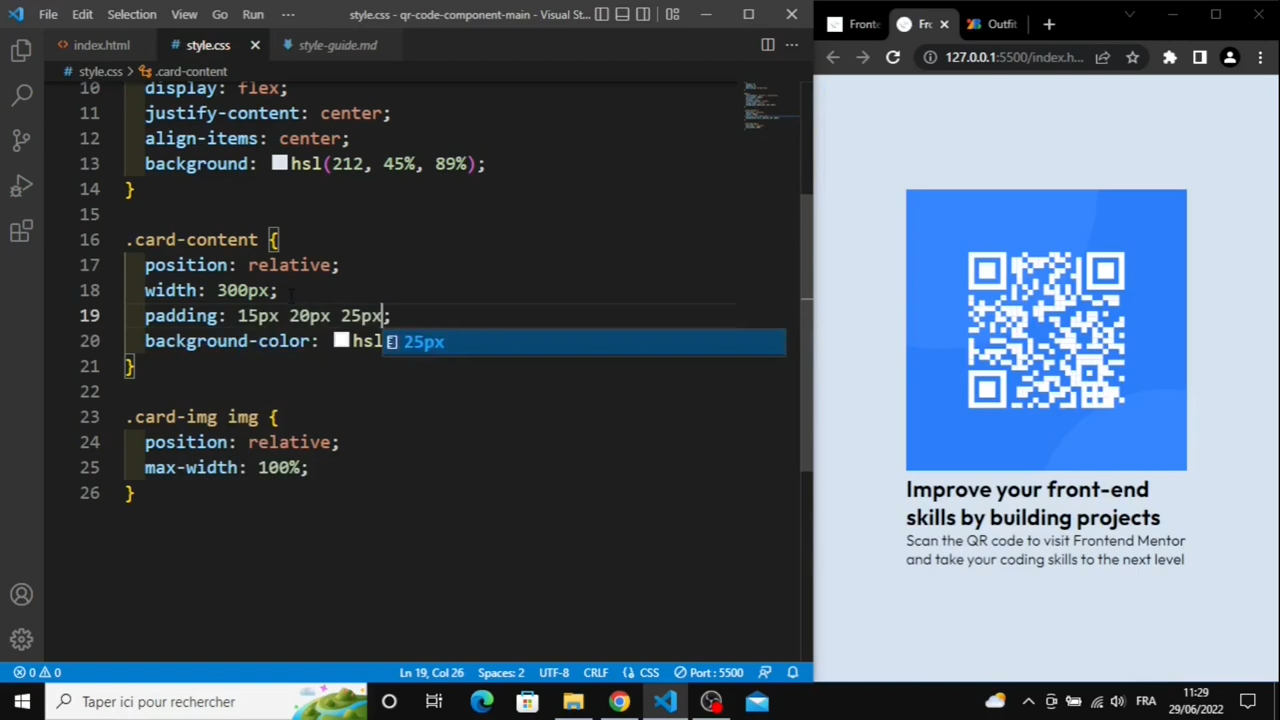 File Edit Selection View Go Run ··· style.css - qr-code-component-main - Visual St...
index.html style.css style-guide.md
style.css > .card-content
10 display: flex;
11 justify-content: center;
12 align-items: center;
13 background: hsl(212, 45%, 89%);
14 }
15
16 .card-content {
17 position: relative;
18 width: 300px;
19 padding: 15px 20px 25px;
20 background-color: hsl
25px
21 }
22
23 .card-img img {
24 position: relative;
25 max-width: 100%;
26 }
0 0 Ln 19, Col 26 Spaces: 2 UTF-8 CRLF {} CSS Port : 5500
Fronte Fro Outfit
127.0.0.1:5500/index.h...
Improve your front-end
skills by building projects
Scan the QR code to visit Frontend Mentor
and take your coding skills to the next level
Taper ici pour rechercher
FRA
11:29
29/06/2022